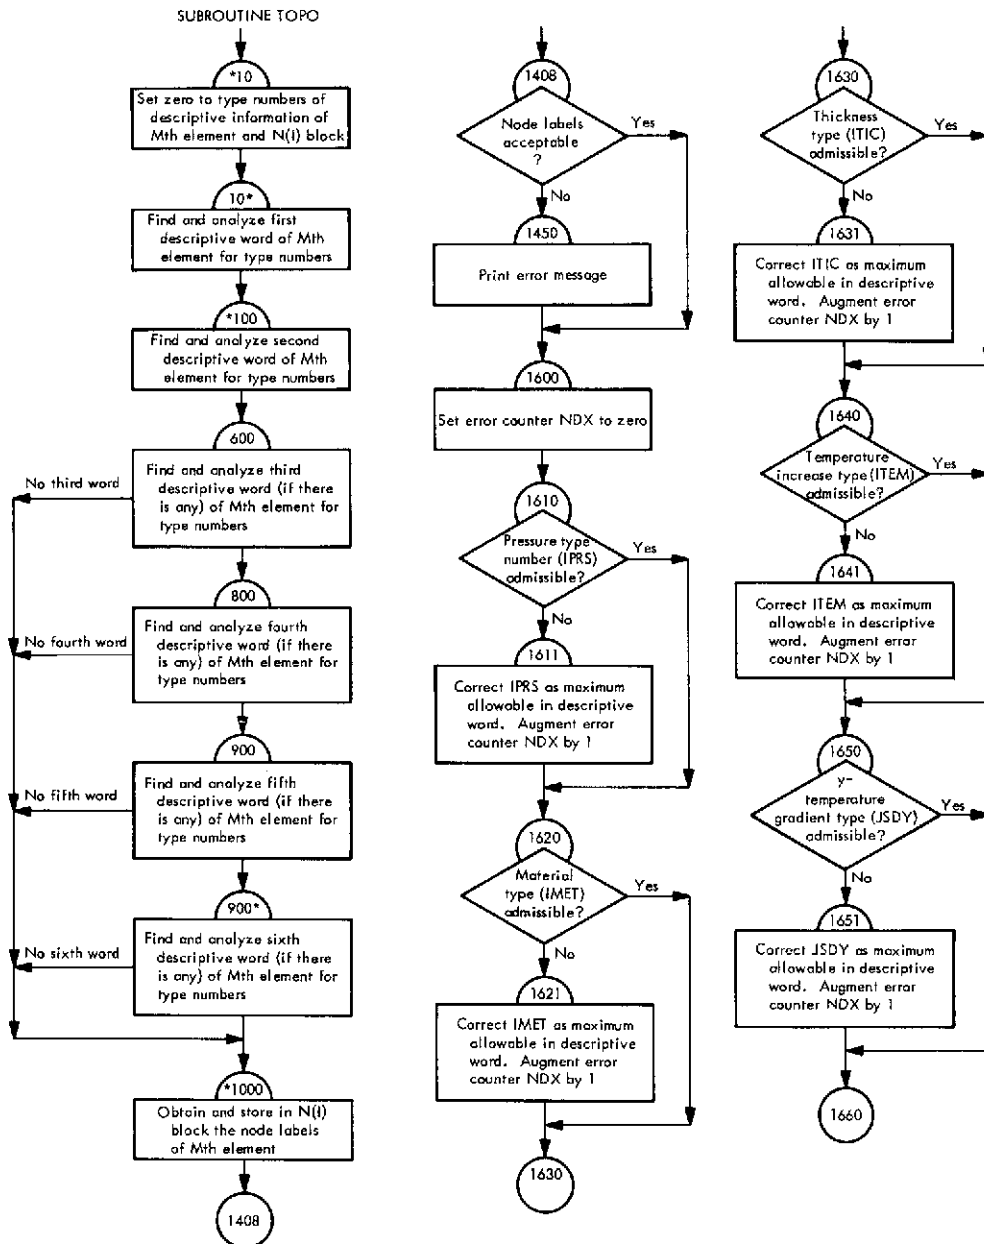 SUBROUTINE TOPO
*10
Set zero to type numbers of
descriptive information of
Mth element and N(I) block
10*
Find and analyze first
descriptive word of Mth
element for type numbers
*100
Find and analyze second
descriptive word of Mth
element for type numbers
600
No third word
Find and analyze third
descriptive word (if there
is any) of Mth element for
type numbers
800
No fourth word
Find and analyze fourth
descriptive word (if there
is any) of Mth element for
type numbers
900
No fifth word
Find and analyze fifth
descriptive word (if there
is any) of Mth element for
type numbers
900*
No sixth word
Find and analyze sixth
descriptive word (if there
is any) of Mth element for
type numbers
*1000
Obtain and store in N(I)
block the node labels
of Mth element
1408
1408
Node labels
acceptable
?
Yes
No
1450
Print error message
1600
Set error counter NDX to zero
1610
Pressure type
number (IPRS)
admissible?
Yes
No
1611
Correct IPRS as maximum
allowable in descriptive
word. Augment error
counter NDX by 1
1620
Material
type (IMET)
admissible?
Yes
No
1621
Correct IMET as maximum
allowable in descriptive
word. Augment error
counter NDX by 1
1630
1630
Thickness
type (ITIC)
admissible?
Yes
No
1631
Correct ITIC as maximum
allowable in descriptive
word. Augment error
counter NDX by 1
1640
Temperature
increase type (ITEM)
admissible?
Yes
No
1641
Correct ITEM as maximum
allowable in descriptive
word. Augment error
counter NDX by 1
1650
y-
temperature
gradient type (JSDY)
admissible?
Yes
No
1651
Correct JSDY as maximum
allowable in descriptive
word. Augment error
counter NDX by 1
1660